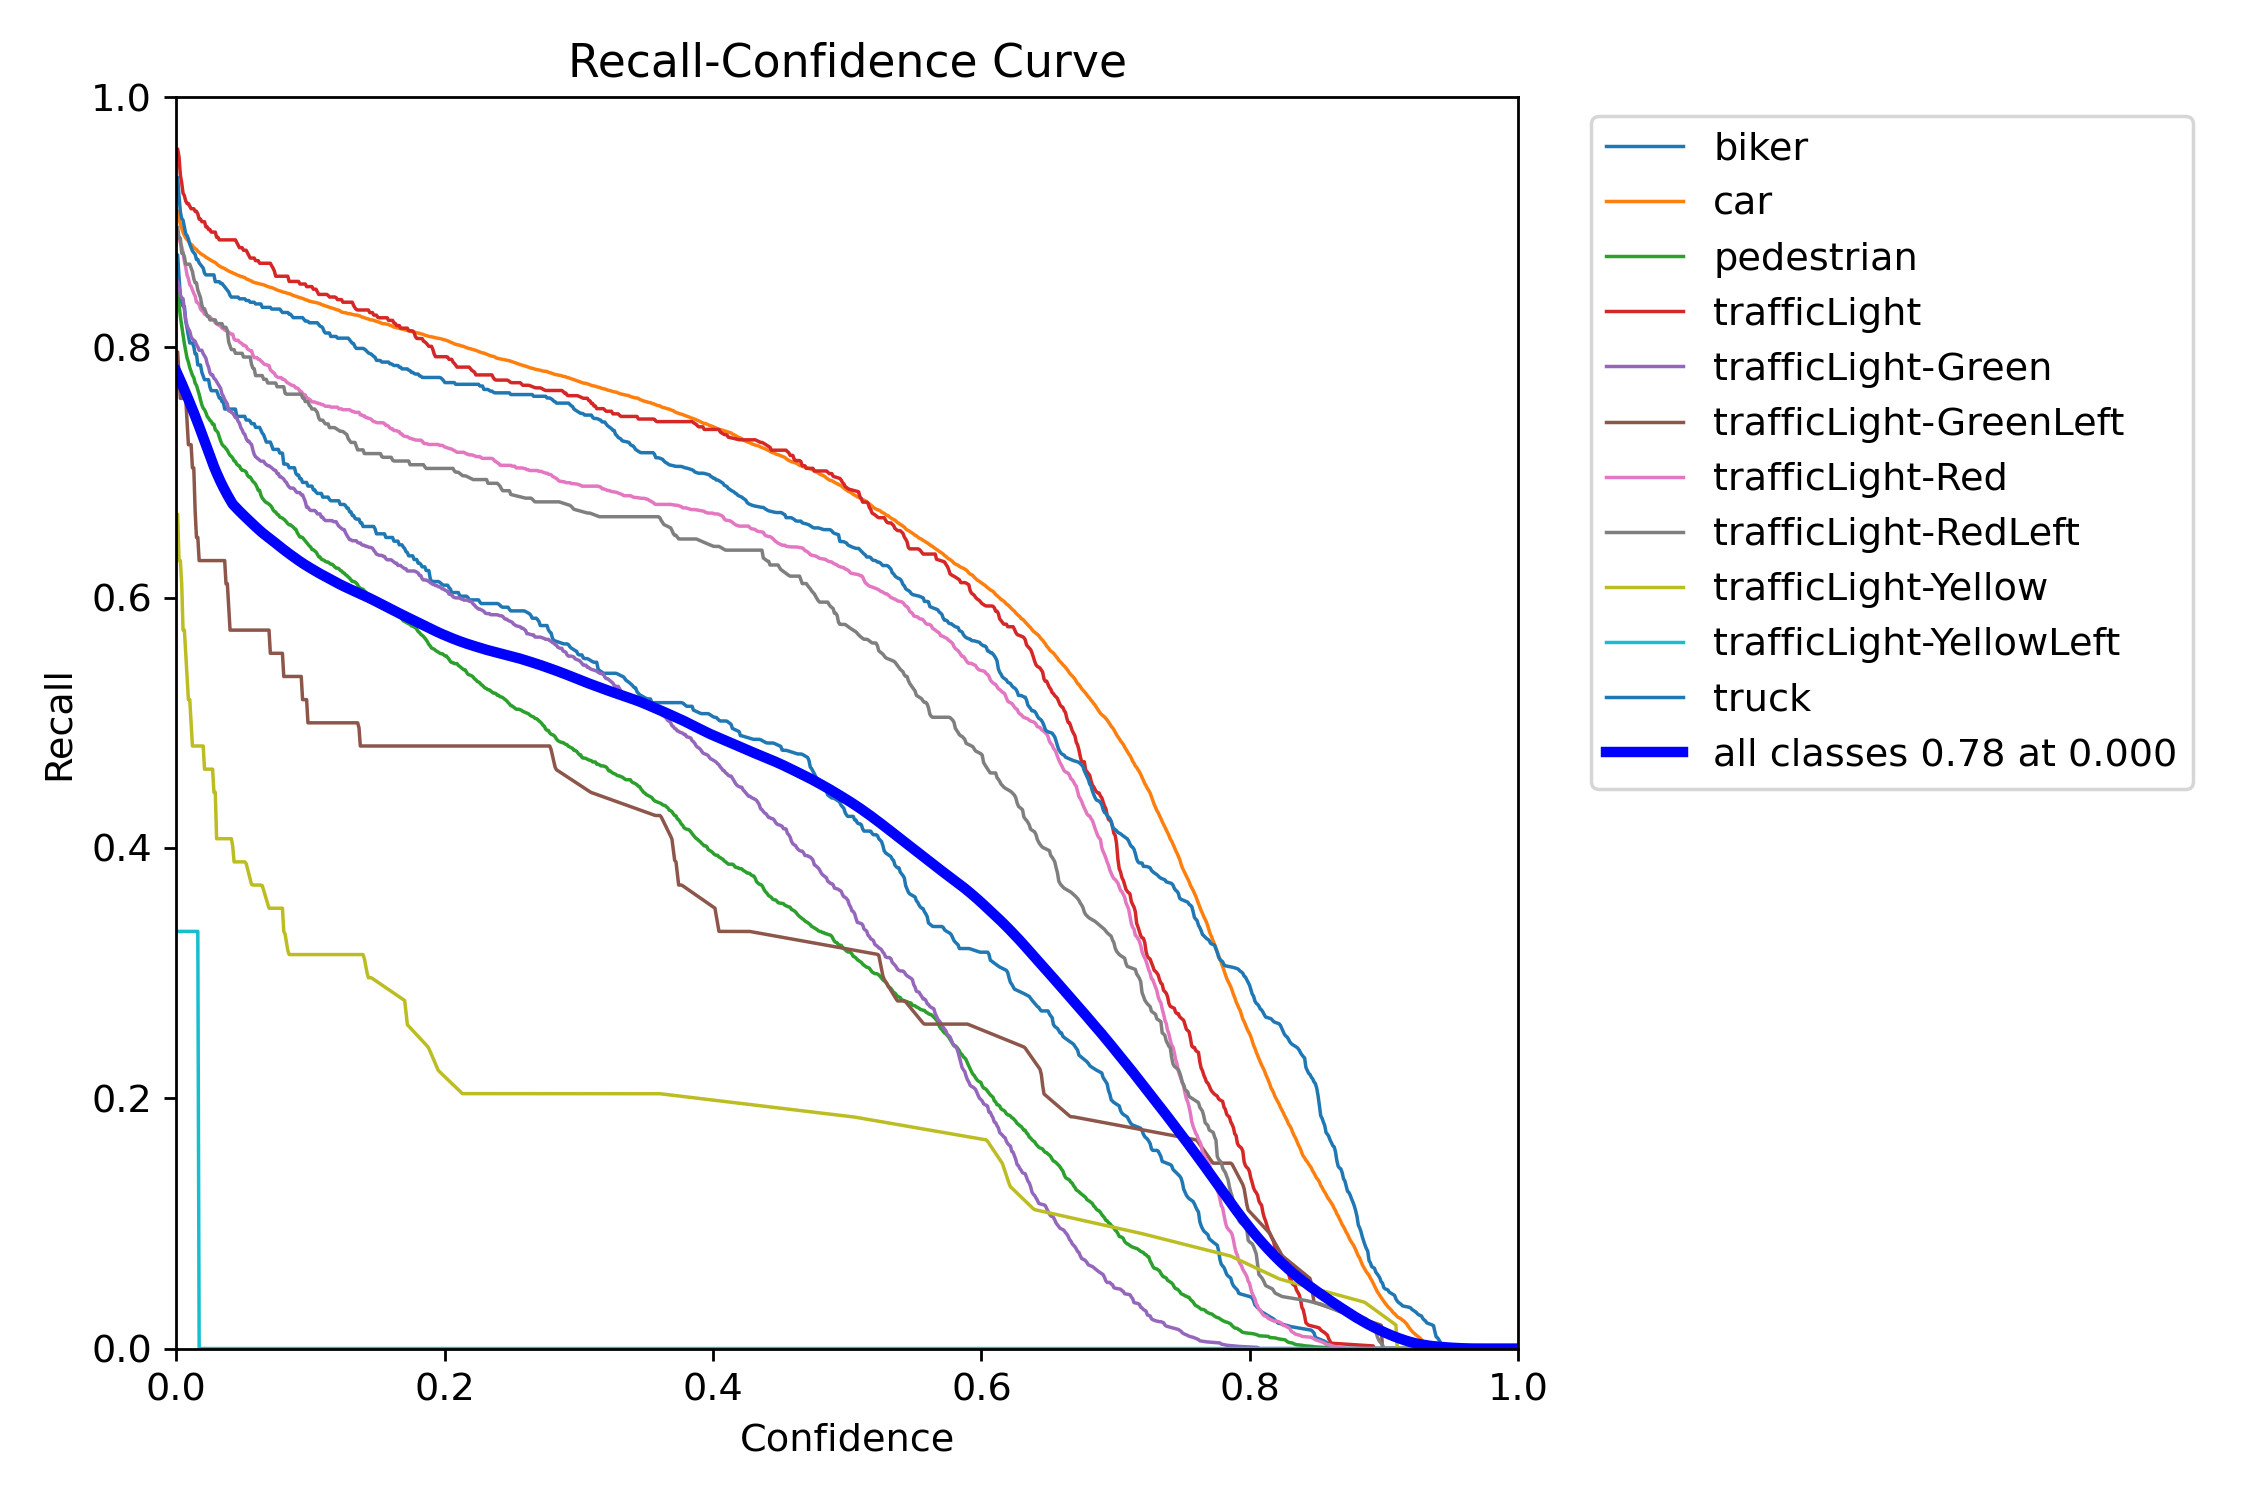 Recall-Confidence Curve
1.0
0.8
0.6
0.4
0.2
0.0
Recall
0.0 0.2 0.4 0.6 0.8 1.0
Confidence
biker
car
pedestrian
trafficLight
trafficLight-Green
trafficLight-GreenLeft
trafficLight-Red
trafficLight-RedLeft
trafficLight-Yellow
trafficLight-YellowLeft
truck
all classes 0.78 at 0.000